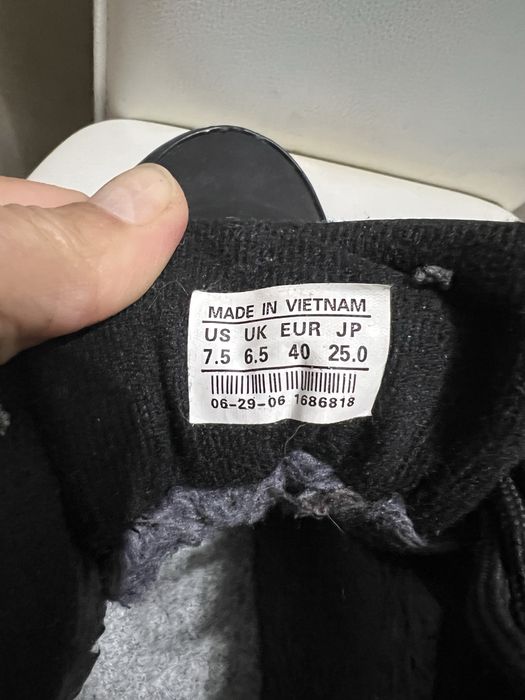 MADE IN VIETNAM
US UK EUR JP
7.5 6.5 40 25.0
06-29-06 1686818